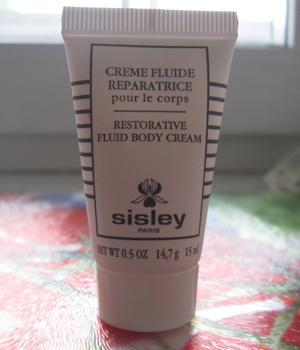 CREME FLUIDE
REPARATRICE
pour le corps
RESTORATIVE
FLUID BODY CREAM
sisley
PARIS
NET WT 0.5 OZ 14,7 g 15 ml